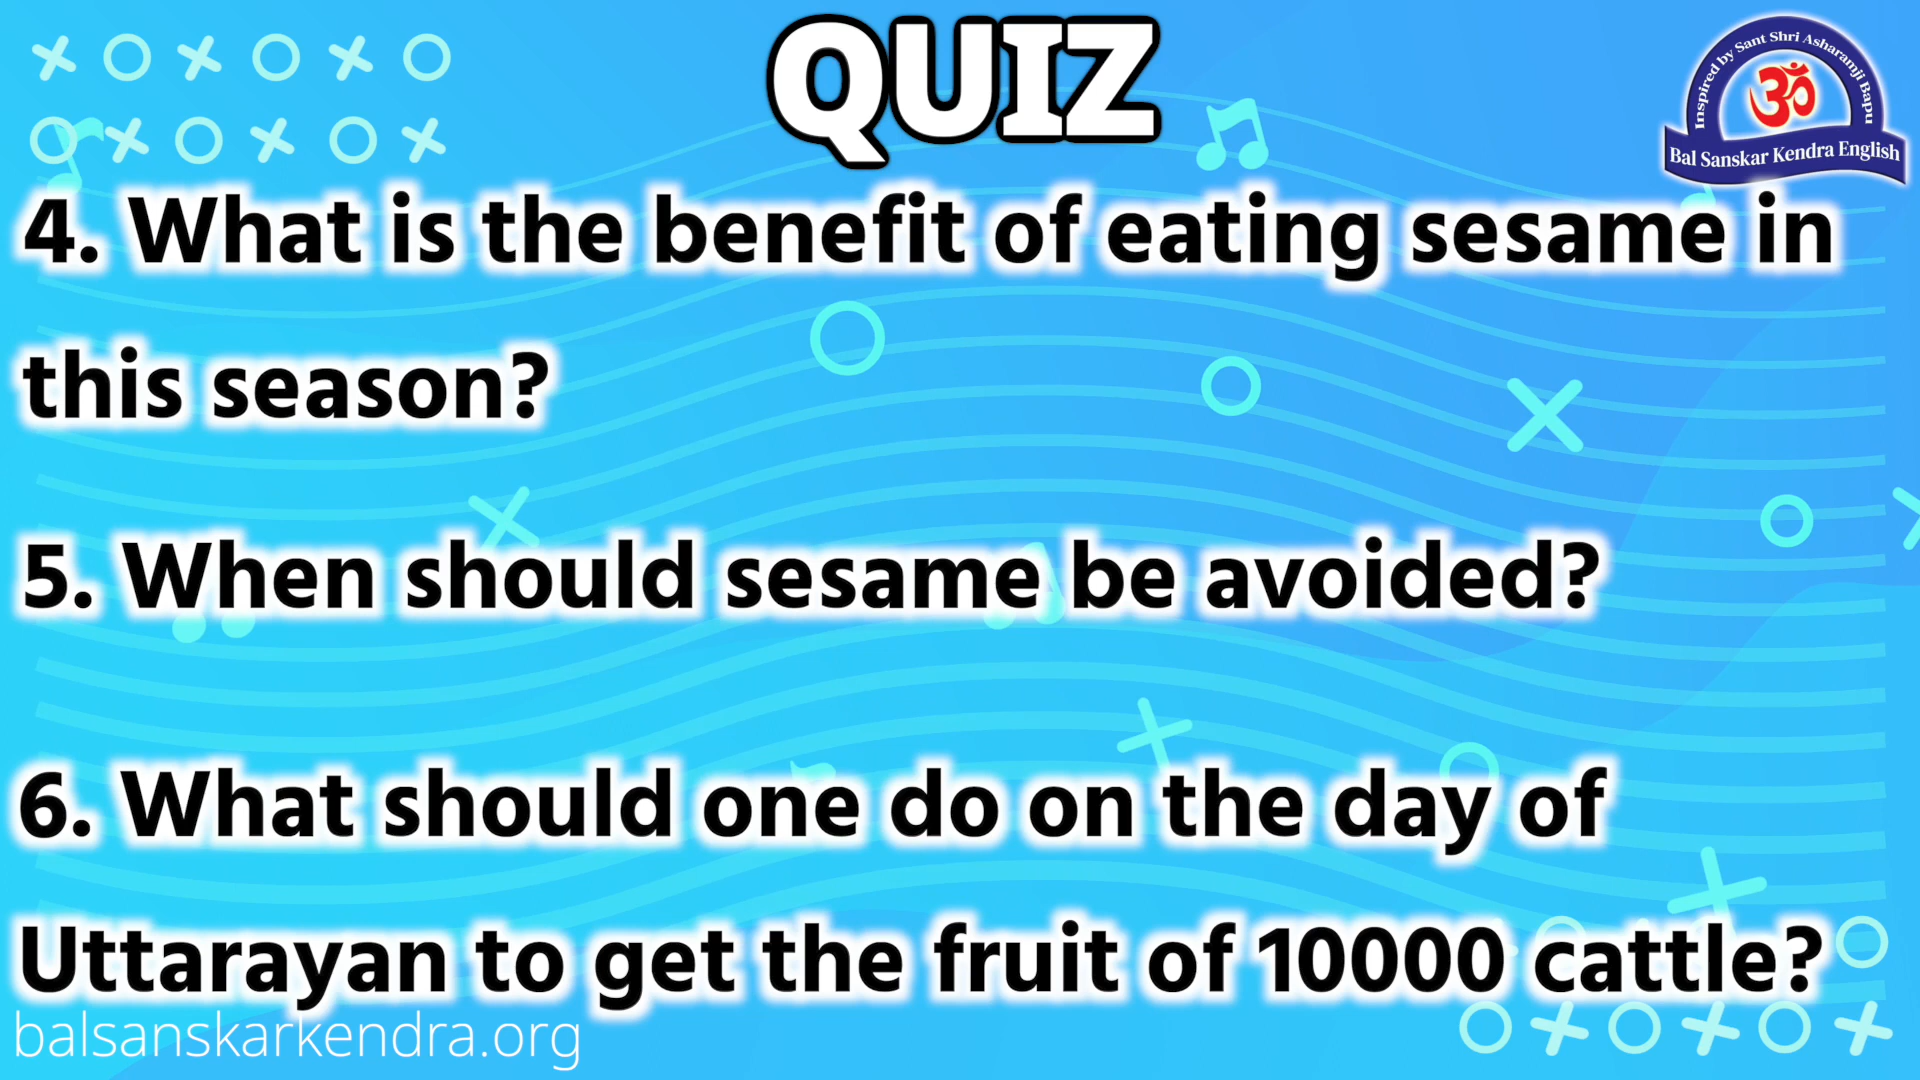 QUIZ
Inspired by Sant Shri Asharamji Bapu
ॐ
Bal Sanskar Kendra English
4. What is the benefit of eating sesame in
this season?
5. When should sesame be avoided?
6. What should one do on the day of
Uttarayan to get the fruit of 10000 cattle?
balsanskarkendra.org